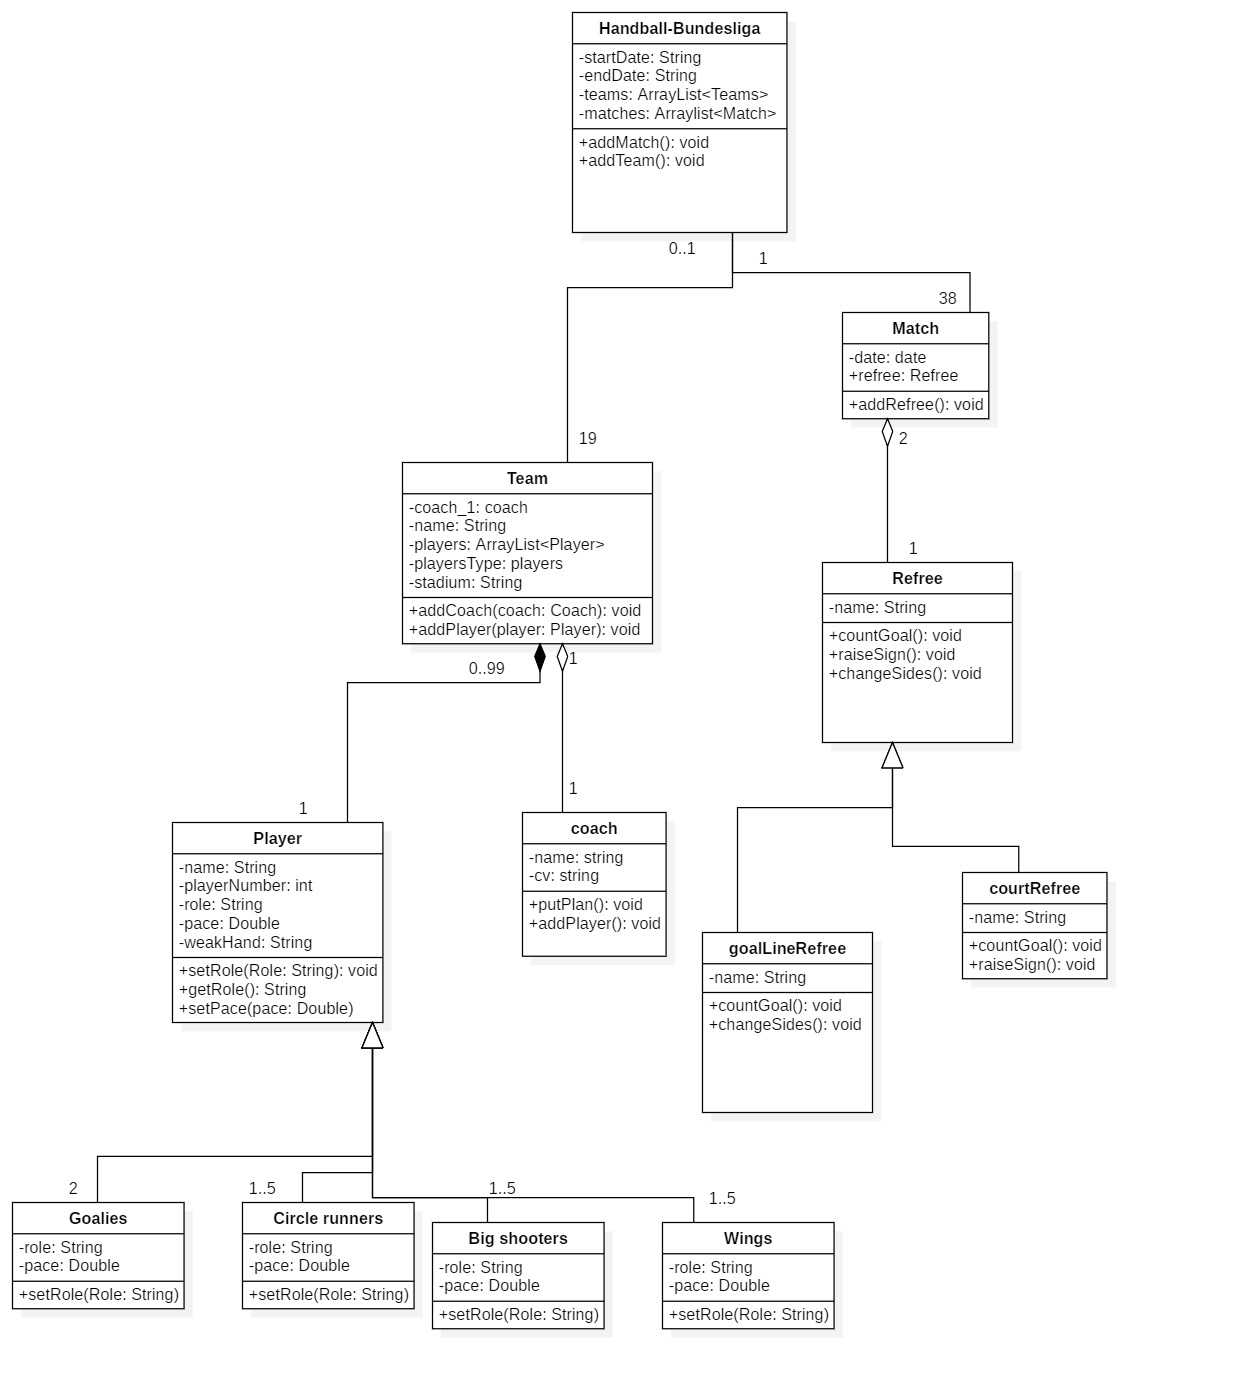 Handball-Bundesliga
-startDate: String
-endDate: String
-teams: ArrayList<Teams>
-matches: Arraylist<Match>
+addMatch(): void
+addTeam(): void
0..1
1
38
Match
-date: date
+refree: Refree
+addRefree(): void
2
19
Team
-coach_1: coach
-name: String
-players: ArrayList<Player>
-playersType: players
-stadium: String
+addCoach(coach: Coach): void
+addPlayer(player: Player): void
1
Refree
-name: String
+countGoal(): void
+raiseSign(): void
+changeSides(): void
0..99
1
1
1
Player
-name: String
-playerNumber: int
-role: String
-pace: Double
-weakHand: String
+setRole(Role: String): void
+getRole(): String
+setPace(pace: Double)
coach
-name: string
-cv: string
+putPlan(): void
+addPlayer(): void
goalLineRefree
-name: String
+countGoal(): void
+changeSides(): void
courtRefree
-name: String
+countGoal(): void
+raiseSign(): void
2
1..5
1..5
1..5
Goalies
-role: String
-pace: Double
+setRole(Role: String)
Circle runners
-role: String
-pace: Double
+setRole(Role: String)
Big shooters
-role: String
-pace: Double
+setRole(Role: String)
Wings
-role: String
-pace: Double
+setRole(Role: String)